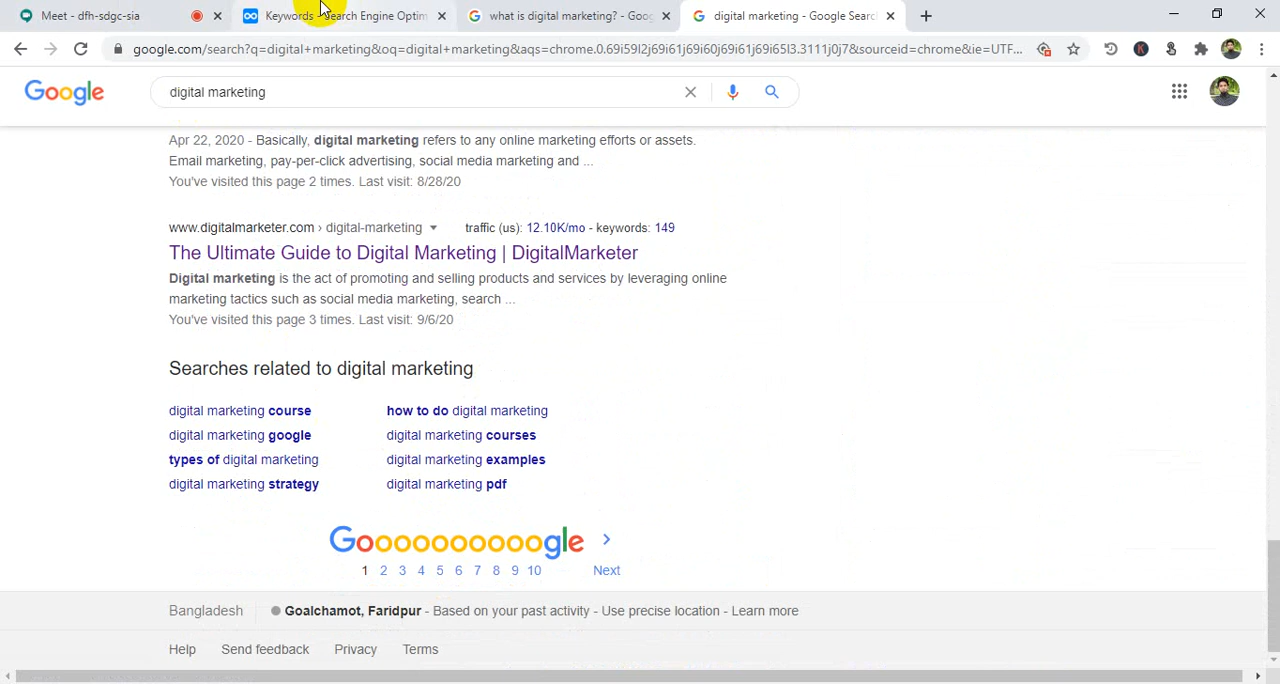 Meet - dfh-sdgc-sia
Keywords - Search Engine Optim
what is digital marketing? - Goog
digital marketing - Google Searc
google.com/search?q=digital+marketing&oq=digital+marketing&aqs=chrome.0.69i59l2j69i61j69i60j69i61j69i65l3.3111j0j7&sourceid=chrome&ie=UTF...
Google
digital marketing
Apr 22, 2020 - Basically, digital marketing refers to any online marketing efforts or assets.
Email marketing, pay-per-click advertising, social media marketing and ...
You've visited this page 2 times. Last visit: 8/28/20
www.digitalmarketer.com › digital-marketing
traffic (us): 12.10K/mo - keywords: 149
The Ultimate Guide to Digital Marketing | DigitalMarketer
Digital marketing is the act of promoting and selling products and services by leveraging online
marketing tactics such as social media marketing, search ...
You've visited this page 3 times. Last visit: 9/6/20
Searches related to digital marketing
digital marketing course
how to do digital marketing
digital marketing google
digital marketing courses
types of digital marketing
digital marketing examples
digital marketing strategy
digital marketing pdf
Goooooooooogle
1 2 3 4 5 6 7 8 9 10 Next
Bangladesh
Goalchamot, Faridpur - Based on your past activity - Use precise location - Learn more
Help Send feedback Privacy Terms